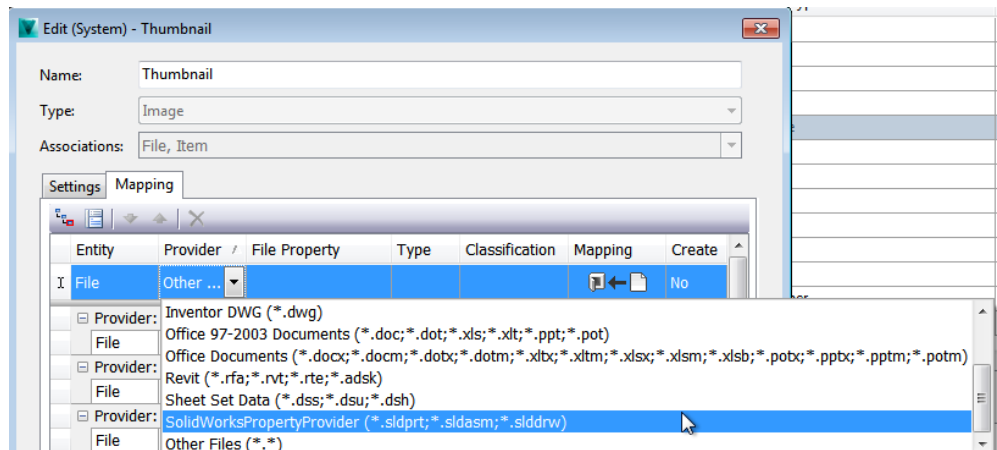 Edit (System) - Thumbnail
Name: Thumbnail
Type: Image
Associations: File, Item
Settings Mapping
Entity Provider / File Property Type Classification Mapping Create
File Other ... No
Provider:
File
Provider:
File
Provider:
File
Inventor DWG (*.dwg)
Office 97-2003 Documents (*.doc;*.dot;*.xls;*.xlt;*.ppt;*.pot)
Office Documents (*.docx;*.docm;*.dotx;*.dotm;*.xltx;*.xltm;*.xlsx;*.xlsm;*.xlsb;*.potx;*.pptx;*.pptm;*.potm)
Revit (*.rfa;*.rvt;*.rte;*.adsk)
Sheet Set Data (*.dss;*.dsu;*.dsh)
SolidWorksPropertyProvider (*.sldprt;*.sldasm;*.slddrw)
Other Files (*.*)